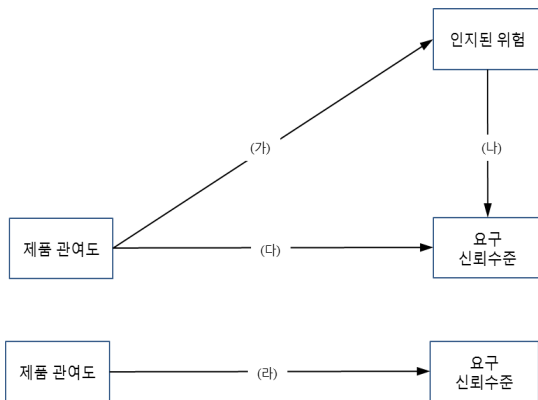 인지된 위험
(가)
(나)
제품 관여도
(다)
요구
신뢰수준
제품 관여도
(라)
요구
신뢰수준